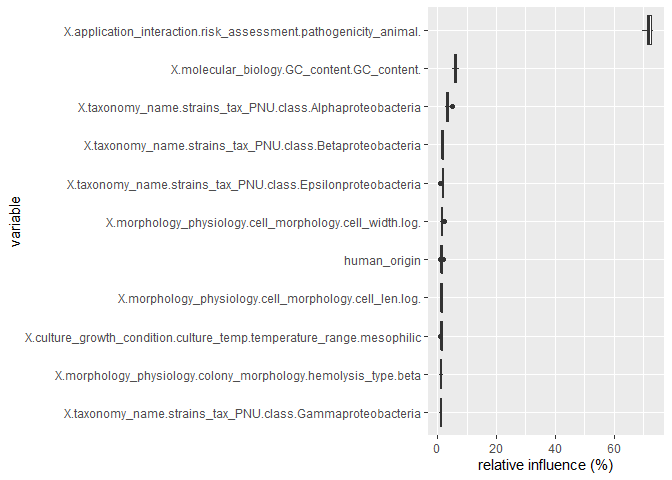 X.application_interaction.risk_assessment.pathogenicity_animal.
X.molecular_biology.GC_content.GC_content.
X.taxonomy_name.strains_tax_PNU.class.Alphaproteobacteria
X.taxonomy_name.strains_tax_PNU.class.Betaproteobacteria
X.taxonomy_name.strains_tax_PNU.class.Epsilonproteobacteria
X.morphology_physiology.cell_morphology.cell_width.log.
human_origin
X.morphology_physiology.cell_morphology.cell_len.log.
X.culture_growth_condition.culture_temp.temperature_range.mesophilic
X.morphology_physiology.colony_morphology.hemolysis_type.beta
X.taxonomy_name.strains_tax_PNU.class.Gammaproteobacteria
variable
0 20 40 60
relative influence (%)